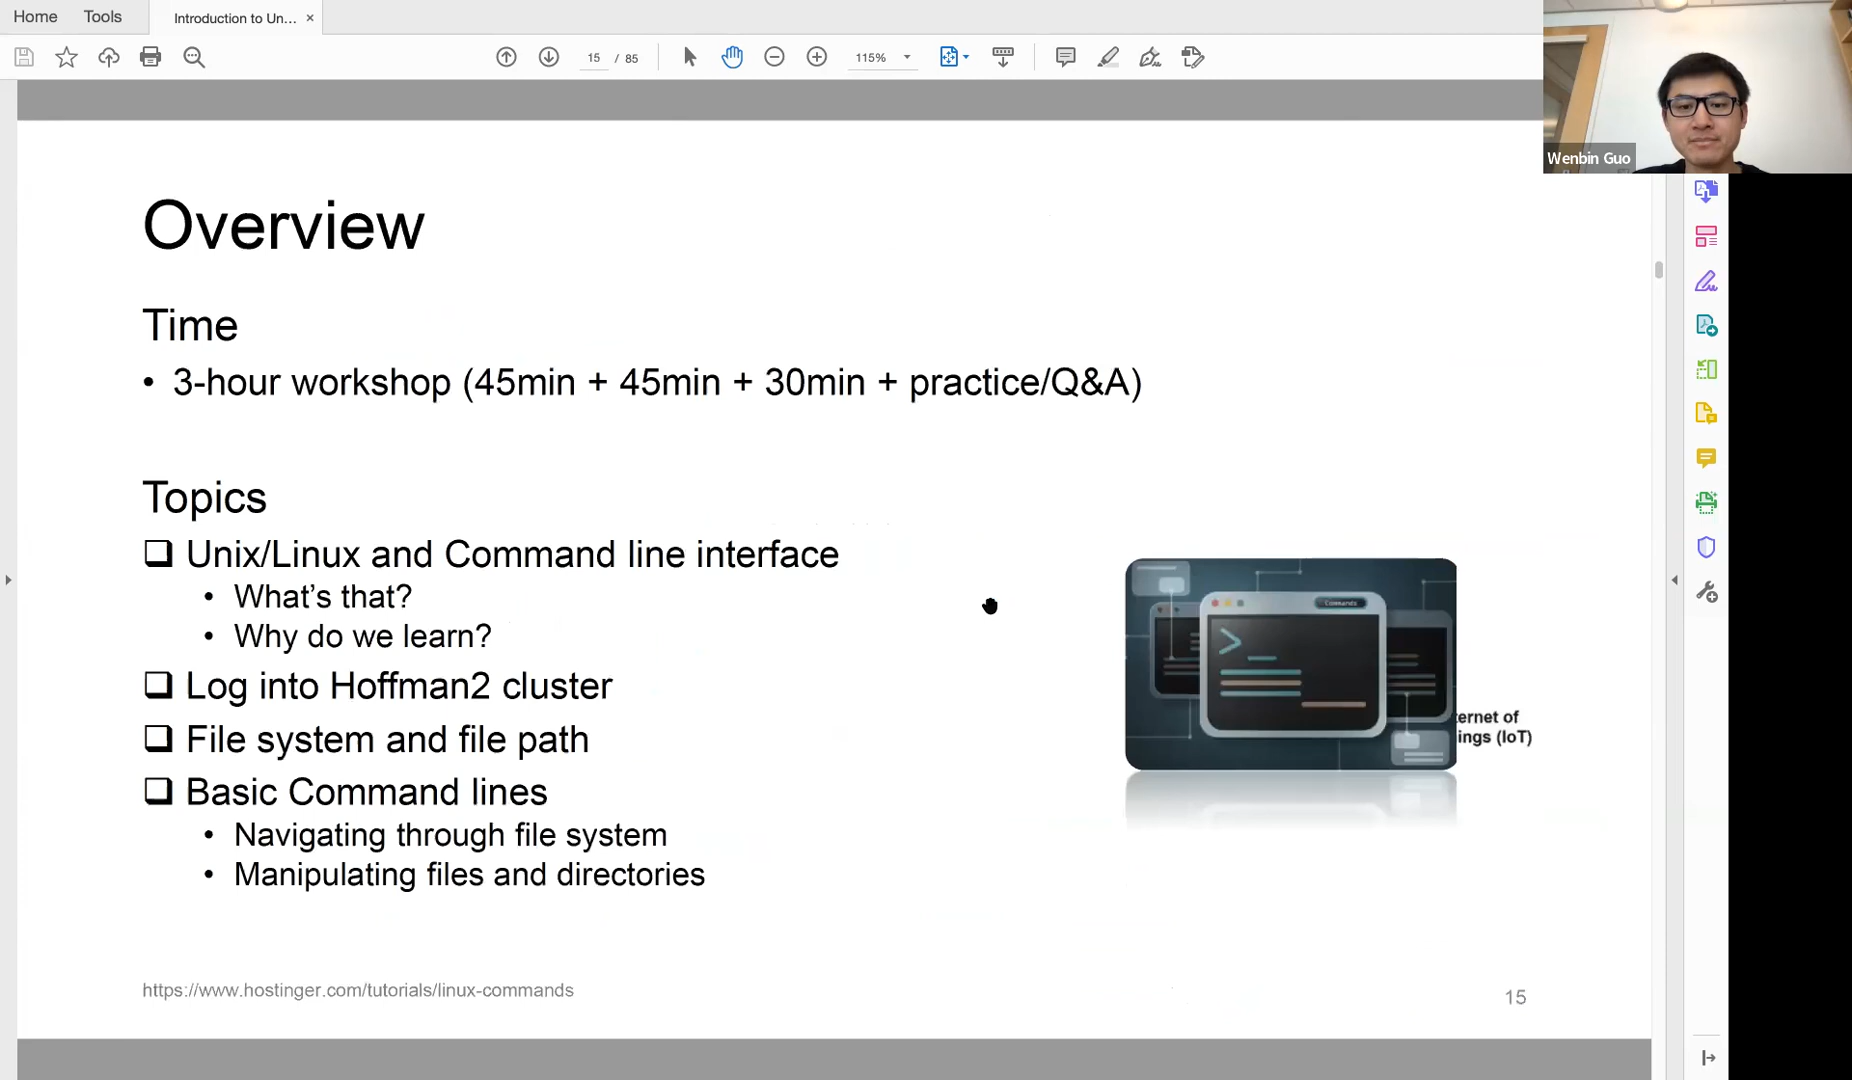 Home
Tools
Introduction to Un...
×
15 / 85
115%
Wenbin Guo
Overview
Time
• 3-hour workshop (45min + 45min + 30min + practice/Q&A)
Topics
❑ Unix/Linux and Command line interface
• What's that?
• Why do we learn?
❑ Log into Hoffman2 cluster
❑ File system and file path
❑ Basic Command lines
• Navigating through file system
• Manipulating files and directories
Commands
ternet of
ings (IoT)
https://www.hostinger.com/tutorials/linux-commands
15